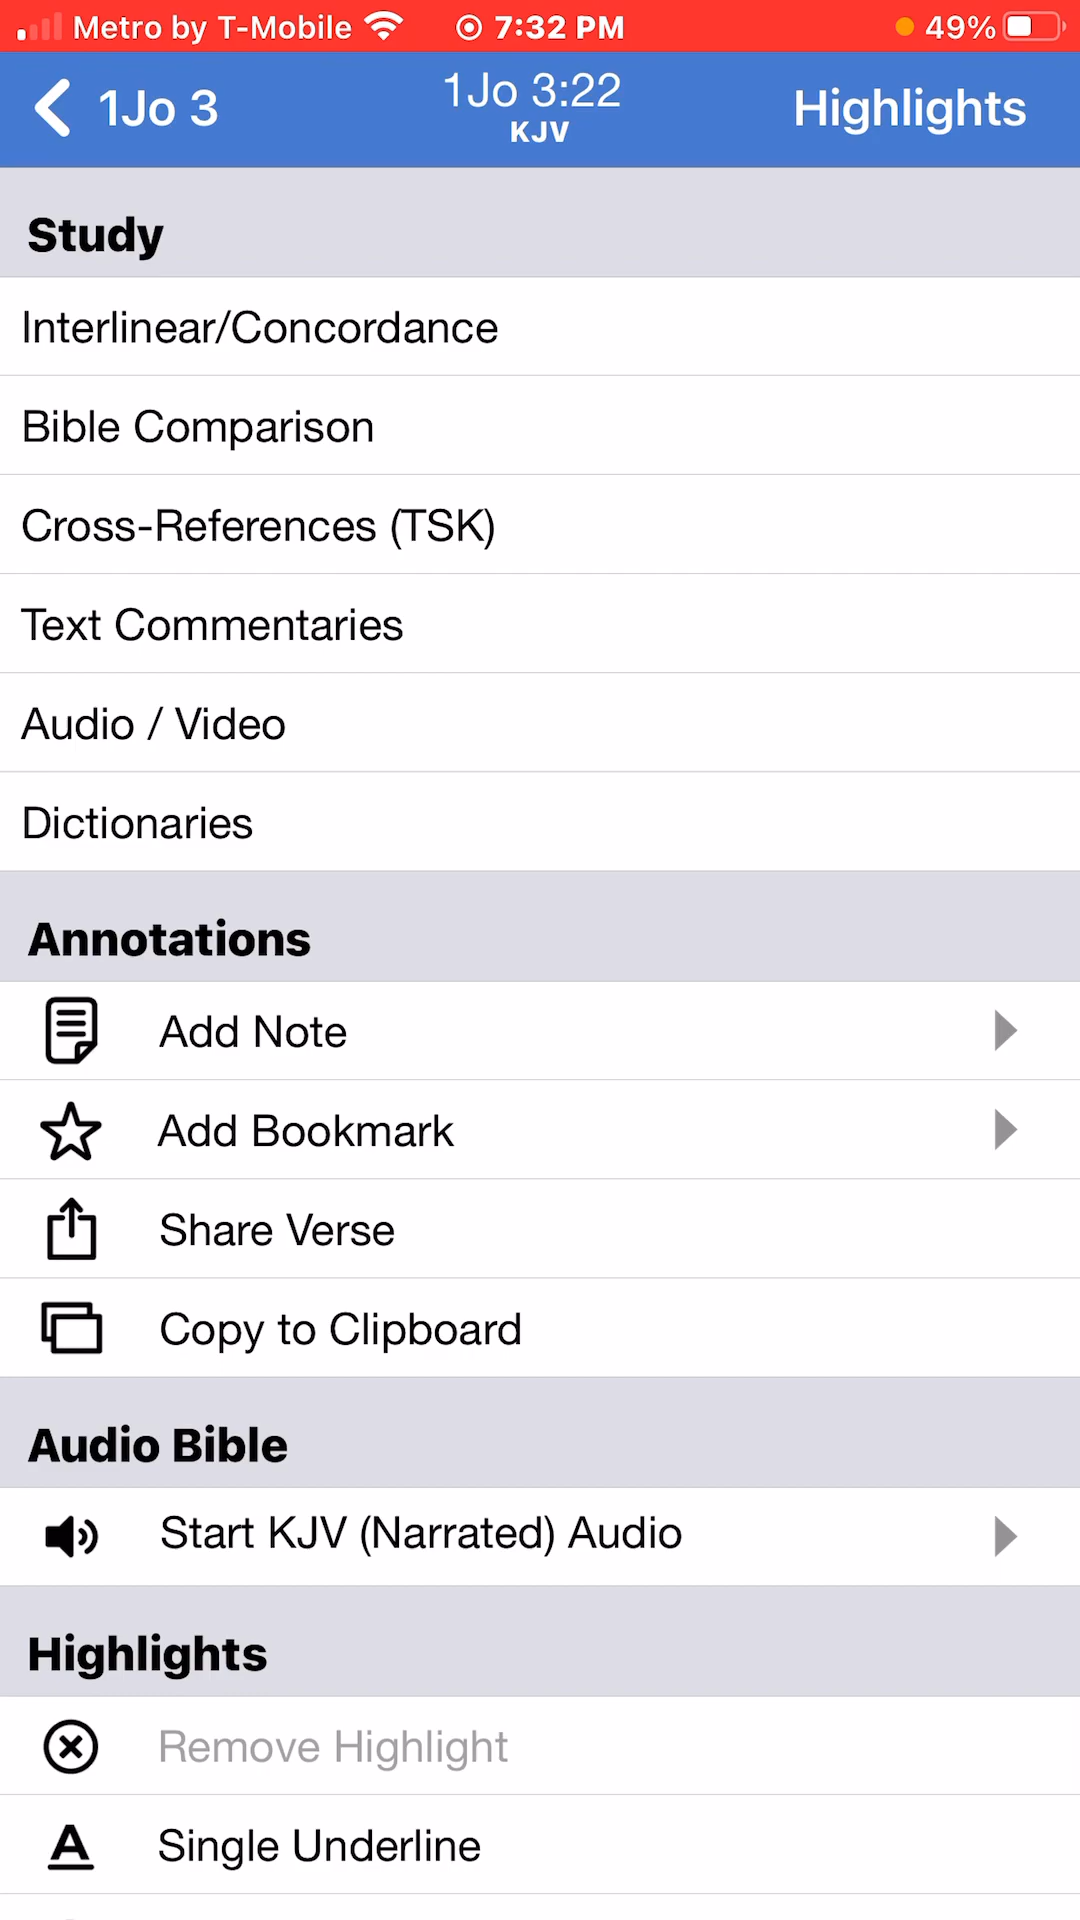 Metro by T-Mobile 7:32 PM 49%
1Jo 3 1Jo 3:22 Highlights
KJV
Study
Interlinear/Concordance
Bible Comparison
Cross-References (TSK)
Text Commentaries
Audio / Video
Dictionaries
Annotations
Add Note
Add Bookmark
Share Verse
Copy to Clipboard
Audio Bible
Start KJV (Narrated) Audio
Highlights
Remove Highlight
A Single Underline